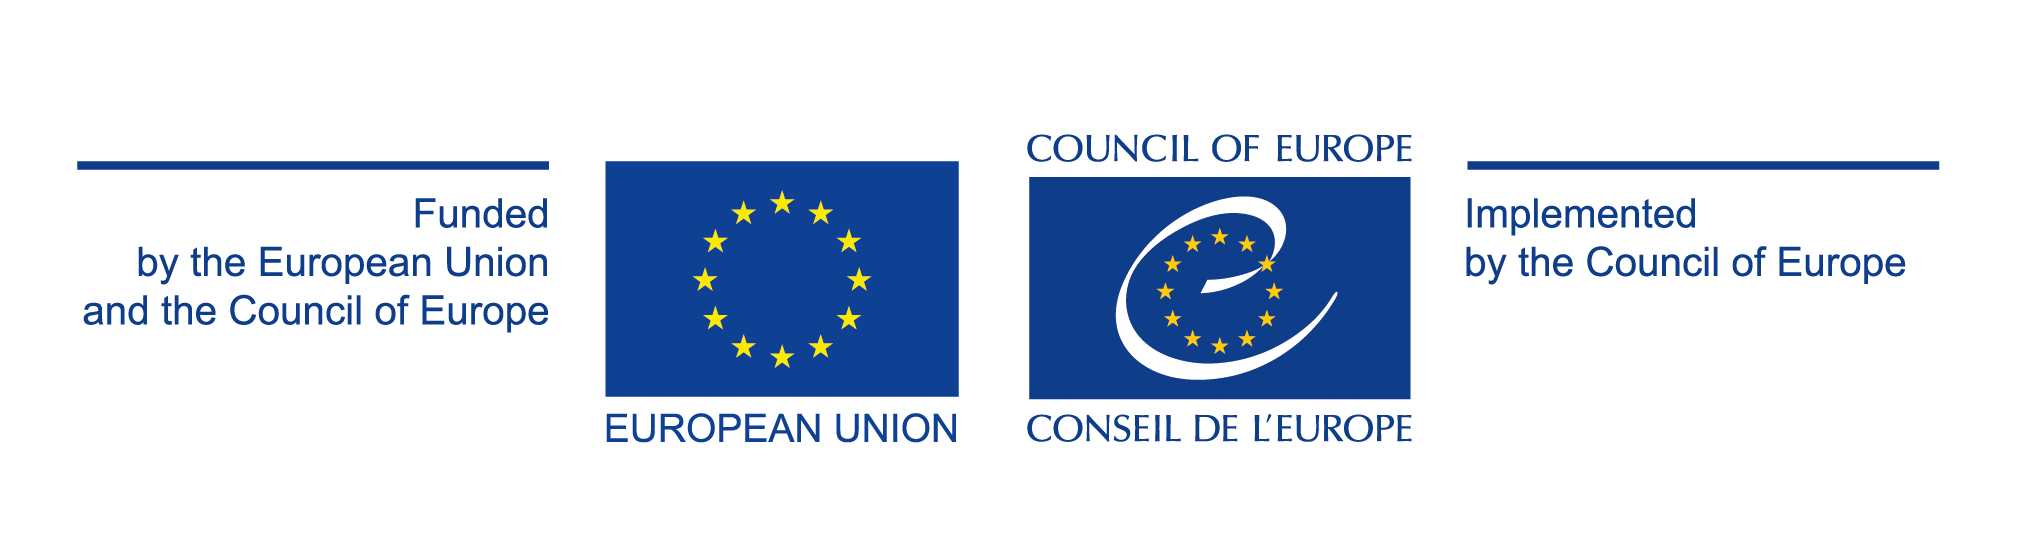 Funded
by the European Union
and the Council of Europe
EUROPEAN UNION
COUNCIL OF EUROPE
CONSEIL DE L'EUROPE
Implemented
by the Council of Europe